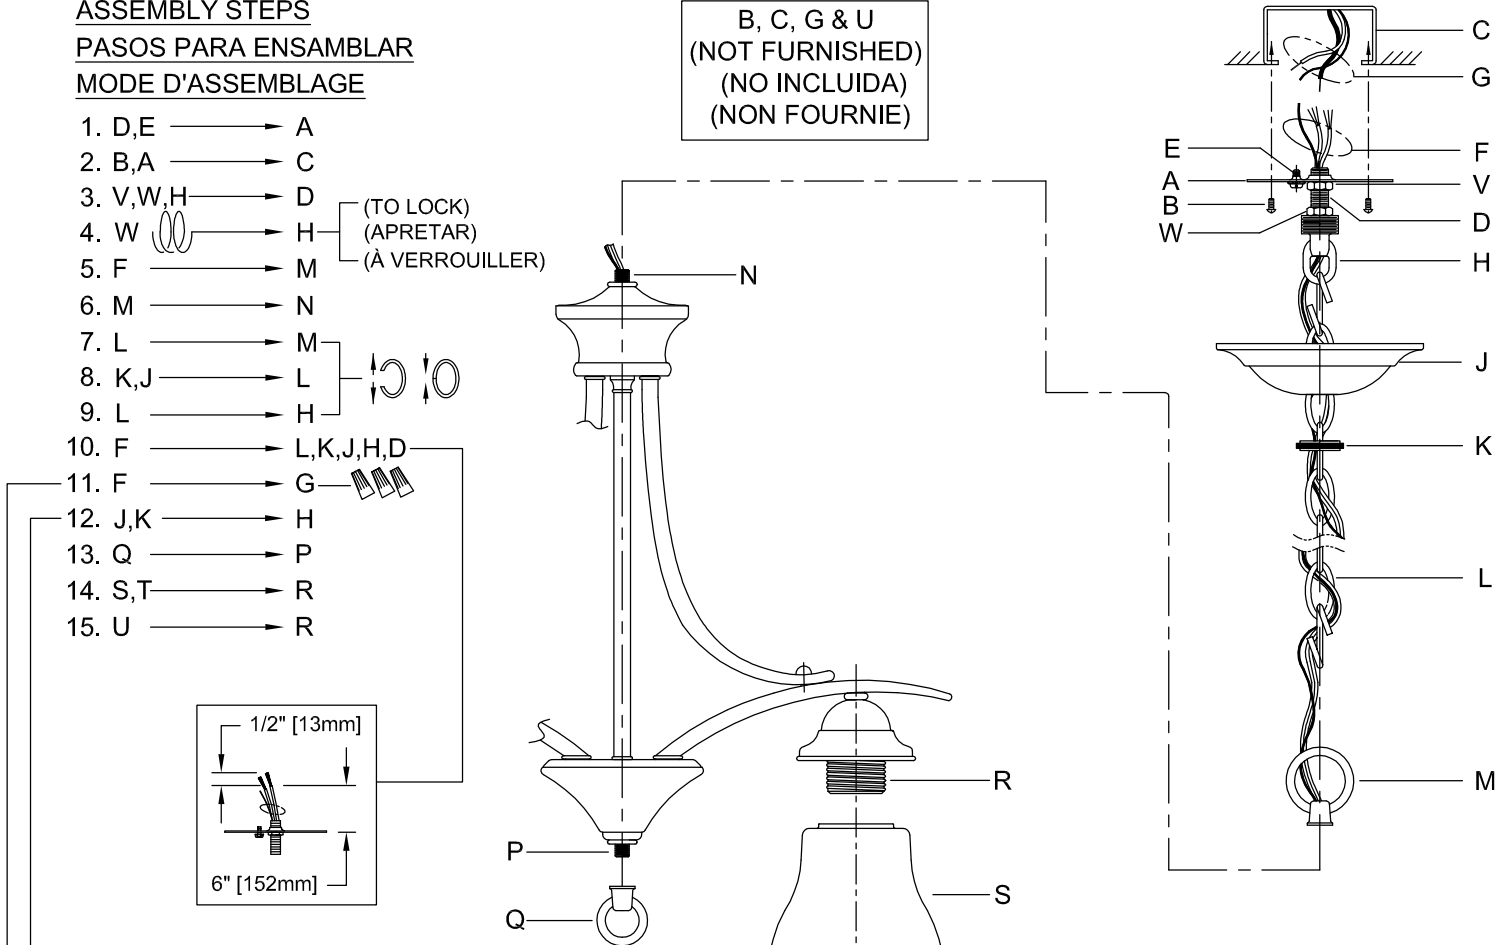 ASSEMBLY STEPS
PASOS PARA ENSAMBLAR
MODE D'ASSEMBLAGE
1. D,E A
2. B,A C
3. V,W,H D
4. W H
(TO LOCK)
(APRETAR)
(À VERROUILLER)
5. F M
6. M N
7. L M
8. K,J L
9. L H
10. F L,K,J,H,D
11. F G
12. J,K H
13. Q P
14. S,T R
15. U R
1/2" [13mm]
6" [152mm]
B, C, G & U
(NOT FURNISHED)
(NO INCLUIDA)
(NON FOURNIE)
N
R
P
S
Q
C
G
E
F
A
V
B
D
W
H
J
K
L
M